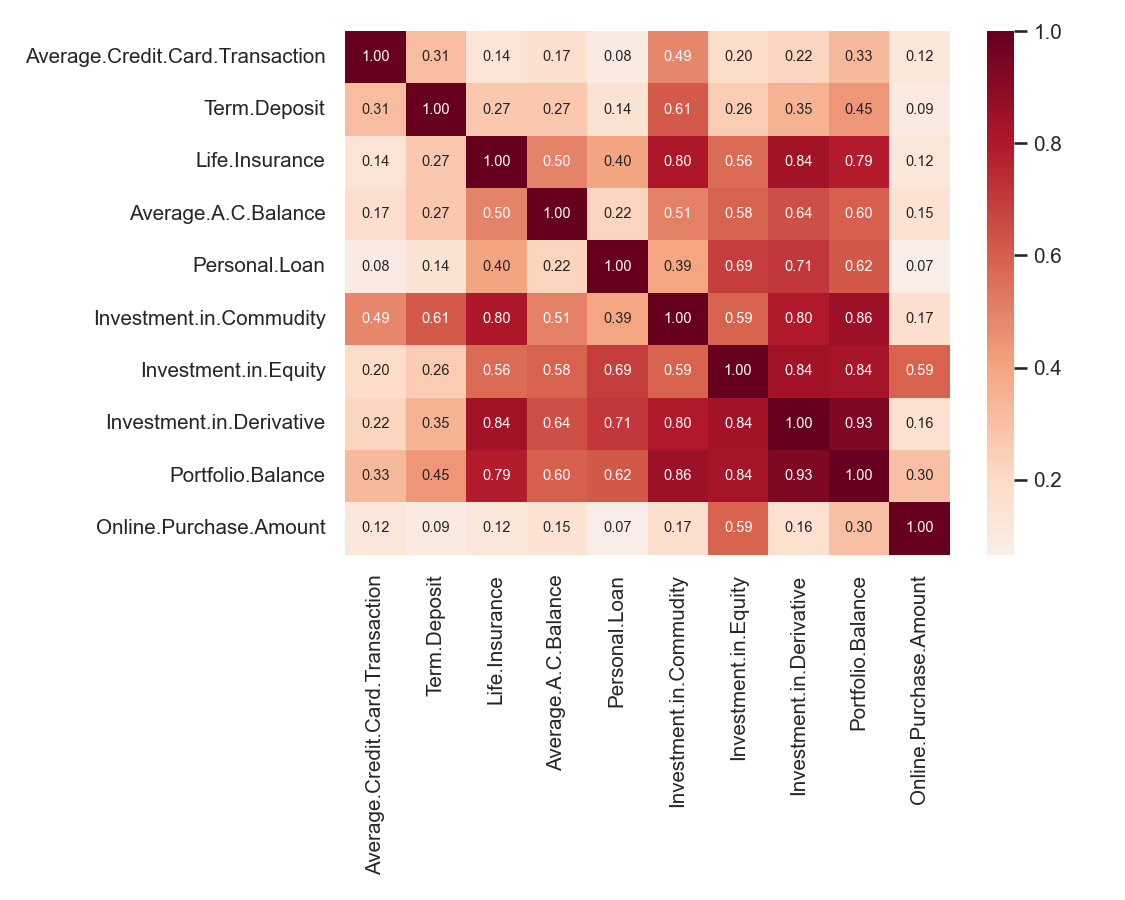 Average.Credit.Card.Transaction 1.00 0.31 0.14 0.17 0.08 0.49 0.20 0.22 0.33 0.12
Term.Deposit 0.31 1.00 0.27 0.27 0.14 0.61 0.26 0.35 0.45 0.09
Life.Insurance 0.14 0.27 1.00 0.50 0.40 0.80 0.56 0.84 0.79 0.12
Average.A.C.Balance 0.17 0.27 0.50 1.00 0.22 0.51 0.58 0.64 0.60 0.15
Personal.Loan 0.08 0.14 0.40 0.22 1.00 0.39 0.69 0.71 0.62 0.07
Investment.in.Commudity 0.49 0.61 0.80 0.51 0.39 1.00 0.59 0.80 0.86 0.17
Investment.in.Equity 0.20 0.26 0.56 0.58 0.69 0.59 1.00 0.84 0.84 0.59
Investment.in.Derivative 0.22 0.35 0.84 0.64 0.71 0.80 0.84 1.00 0.93 0.16
Portfolio.Balance 0.33 0.45 0.79 0.60 0.62 0.86 0.84 0.93 1.00 0.30
Online.Purchase.Amount 0.12 0.09 0.12 0.15 0.07 0.17 0.59 0.16 0.30 1.00
Average.Credit.Card.Transaction
Term.Deposit
Life.Insurance
Average.A.C.Balance
Personal.Loan
Investment.in.Commudity
Investment.in.Equity
Investment.in.Derivative
Portfolio.Balance
Online.Purchase.Amount
1.0
0.8
0.6
0.4
0.2